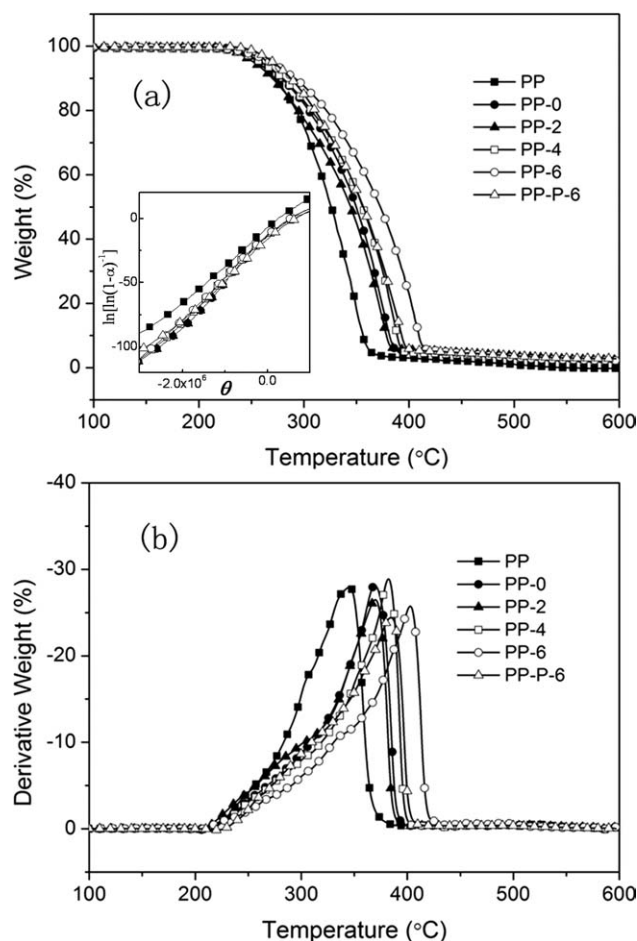 (a)
100
80
60
40
20
0
Weight (%)
PP
PP-0
PP-2
PP-4
PP-6
PP-P-6
0
-50
-100
ln[ln(1-α)⁻¹]
-2.0x10⁶
0.0
θ
100
200
300
400
500
600
Temperature (°C)
(b)
-40
-30
-20
-10
0
Derivative Weight (%)
PP
PP-0
PP-2
PP-4
PP-6
PP-P-6
100
200
300
400
500
600
Temperature (°C)